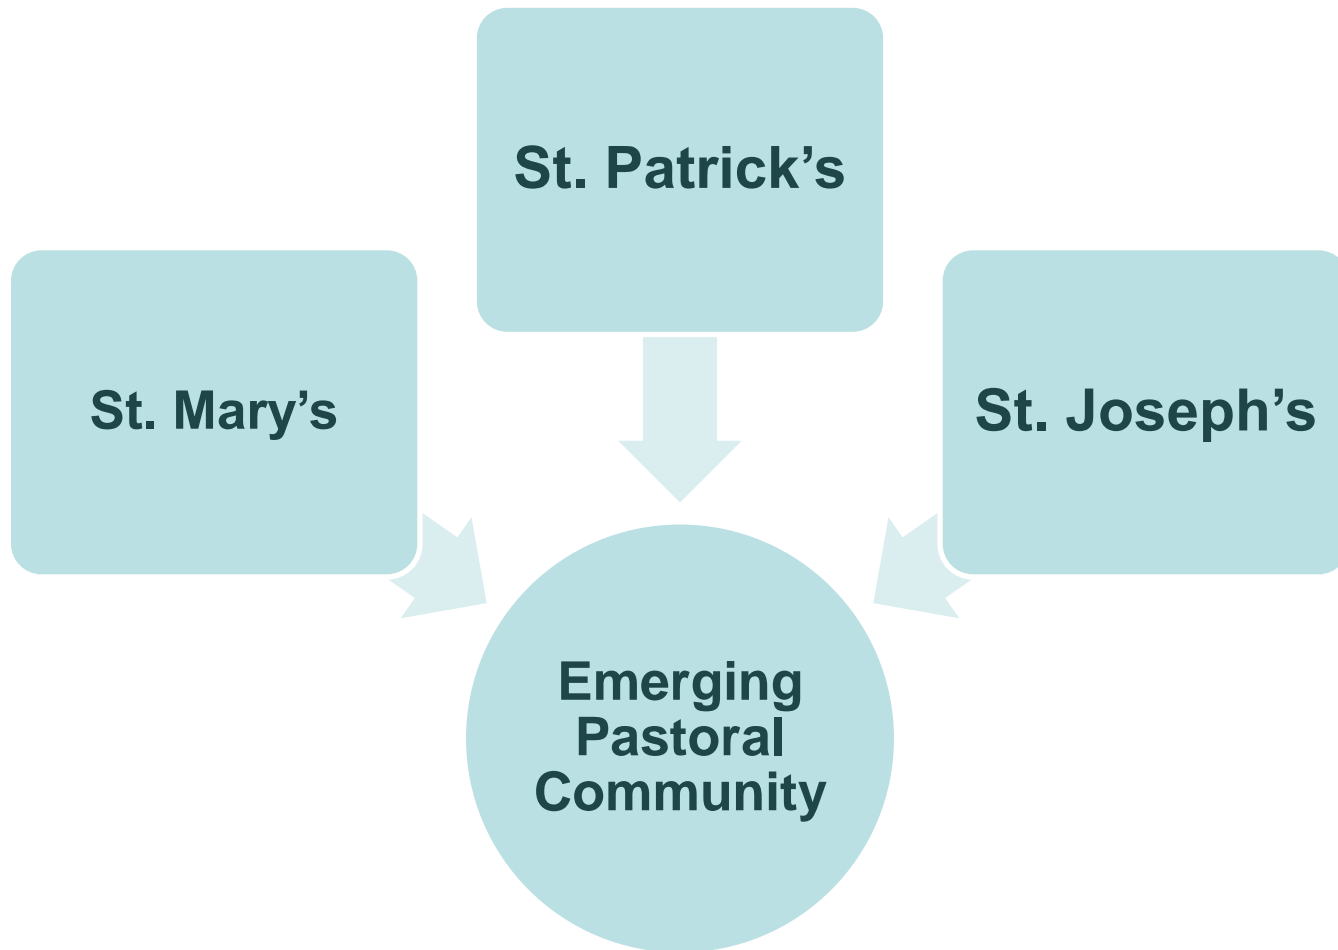 St. Patrick’s
St. Mary’s
St. Joseph’s
Emerging
Pastoral
Community